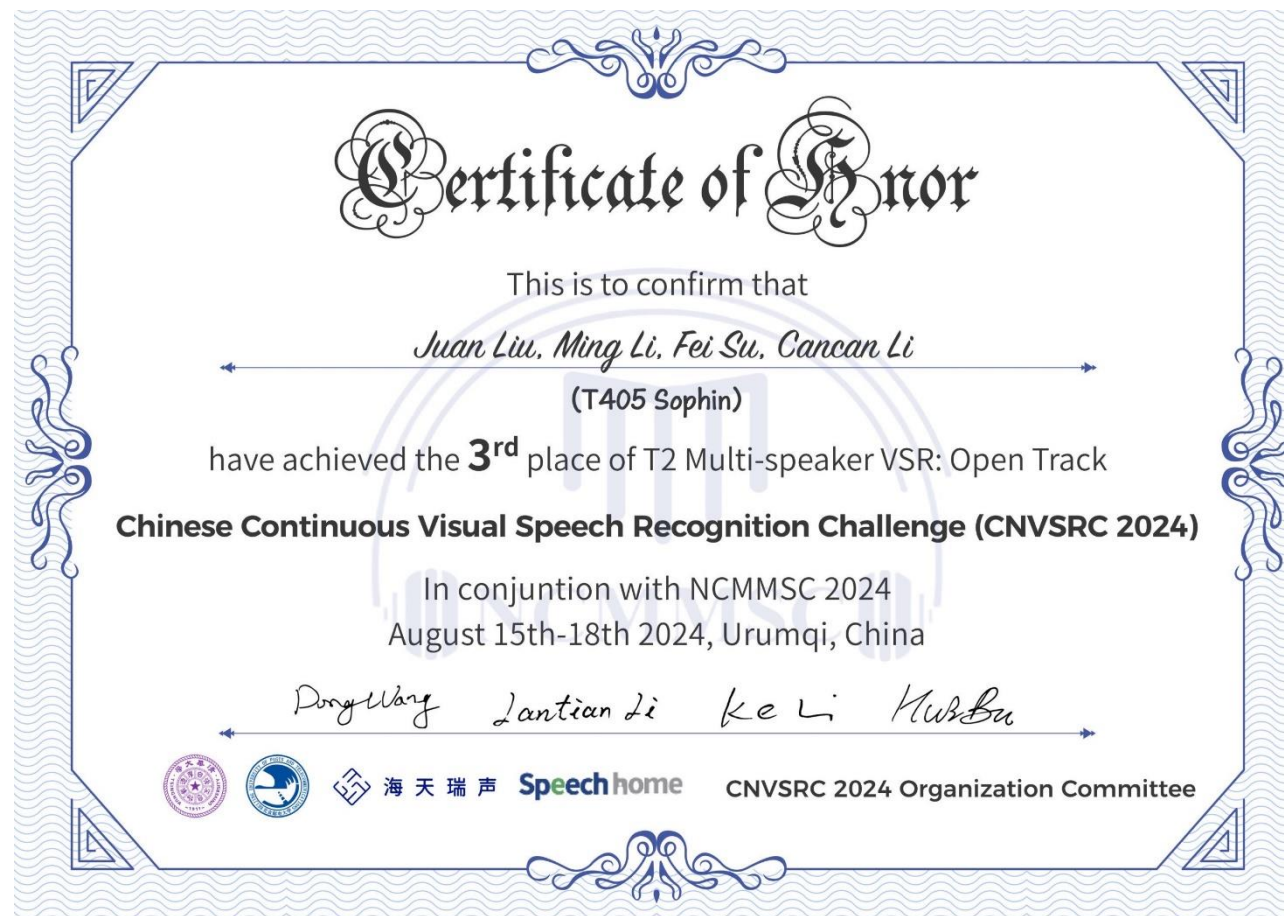 Certificate of Hnor
This is to confirm that
Juan Liu, Ming Li, Fei Su, Cancan Li
(T405 Sophin)
have achieved the 3rd place of T2 Multi-speaker VSR: Open Track
Chinese Continuous Visual Speech Recognition Challenge (CNVSRC 2024)
In conjuntion with NCMMSC 2024
August 15th-18th 2024, Urumqi, China
NCMMSC
Dong Wang Lantian Li Ke Li Hui Bu
海天瑞声 Speechhome CNVSRC 2024 Organization Committee